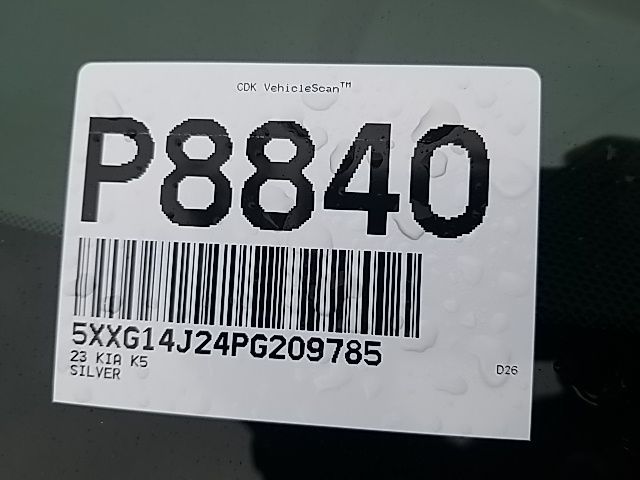 CDK VehicleScan™
P8840
5XXG14J24PG209785
23 KIA K5
SILVER
D26